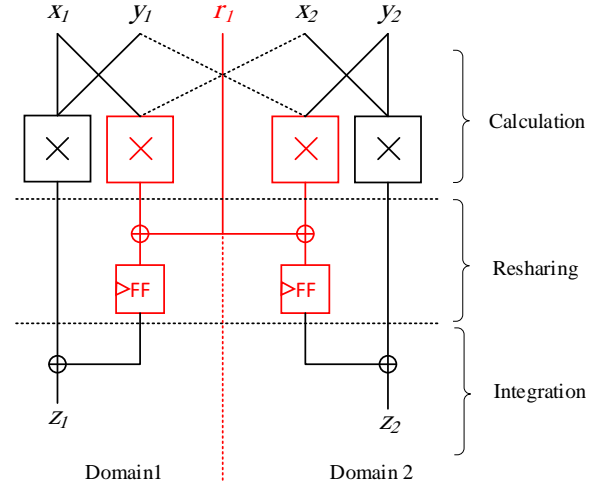 x₁ y₁ r₁ x₂ y₂
Calculation
Resharing
FF FF
Integration
z₁ z₂
Domain1 Domain 2